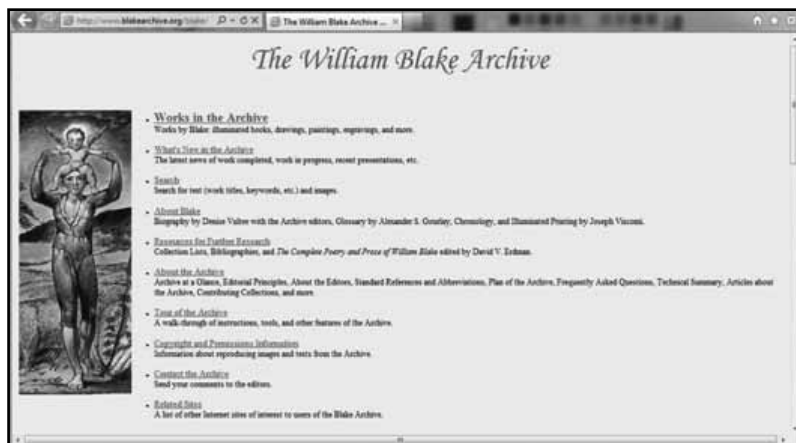 http://www.blakearchive.org/blake/
The William Blake Archive ...
The William Blake Archive
Works in the Archive
Works by Blake: illuminated books, drawings, paintings, engravings, and more.
What's New in the Archive
The latest news of work completed, work in progress, recent presentations, etc.
Search
Search for text (work titles, keywords, etc.) and images.
About Blake
Biography by Denise Vultee with the Archive editors, Glossary by Alexander S. Gourlay, Chronology, and Illuminated Printing by Joseph Viscomi.
Resources for Further Research
Collection Lists, Bibliographies, and The Complete Poetry and Prose of William Blake edited by David V. Erdman.
About the Archive
Archive at a Glance, Editorial Principles, About the Editors, Standard References and Abbreviations, Plan of the Archive, Frequently Asked Questions, Technical Summary, Articles about
the Archive, Contributing Collections, and more.
Tour of the Archive
A walk-through of instructions, tools, and other features of the Archive.
Copyright and Permissions Information
Information about reproducing images and texts from the Archive.
Contact the Archive
Send your comments to the editors.
Related Sites
A list of other Internet sites of interest to users of the Blake Archive.